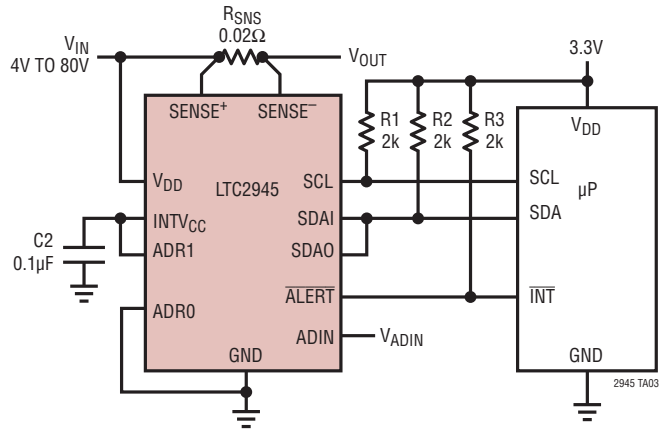 RSNS
0.02Ω
VIN
4V TO 80V
VOUT
3.3V
SENSE+
SENSE–
R1
2k
R2
2k
R3
2k
VDD
VDD
LTC2945
SCL
SCL
µP
INTVCC
SDAI
SDA
C2
0.1µF
ADR1
SDAO
ADR0
ALERT
INT
ADIN
VADIN
GND
GND
2945 TA03